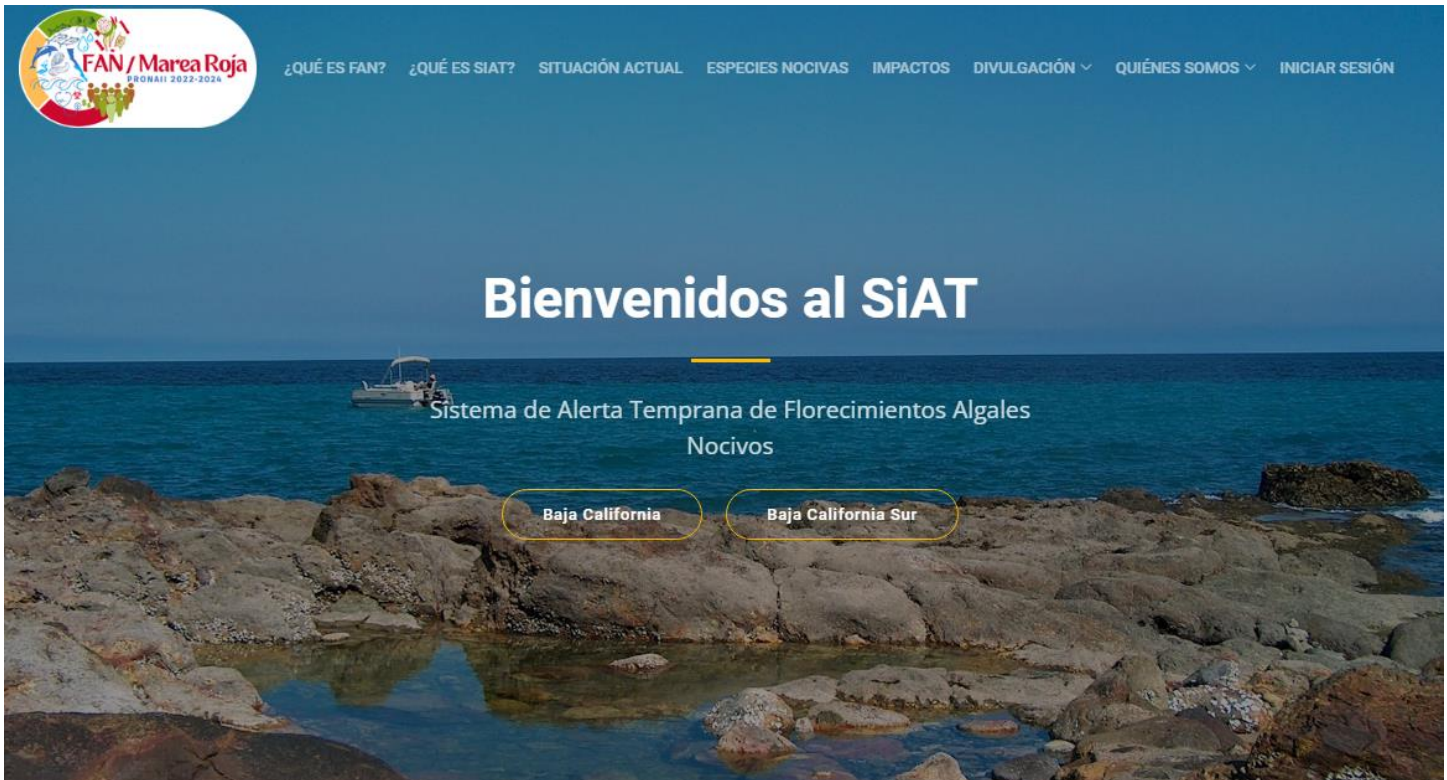 FAN / Marea Roja
PRONAII 2022-2024
¿QUÉ ES FAN? ¿QUÉ ES SIAT? SITUACIÓN ACTUAL ESPECIES NOCIVAS IMPACTOS DIVULGACIÓN QUIÉNES SOMOS INICIAR SESIÓN
Bienvenidos al SiAT
Sistema de Alerta Temprana de Florecimientos Algales
Nocivos
Baja California Baja California Sur